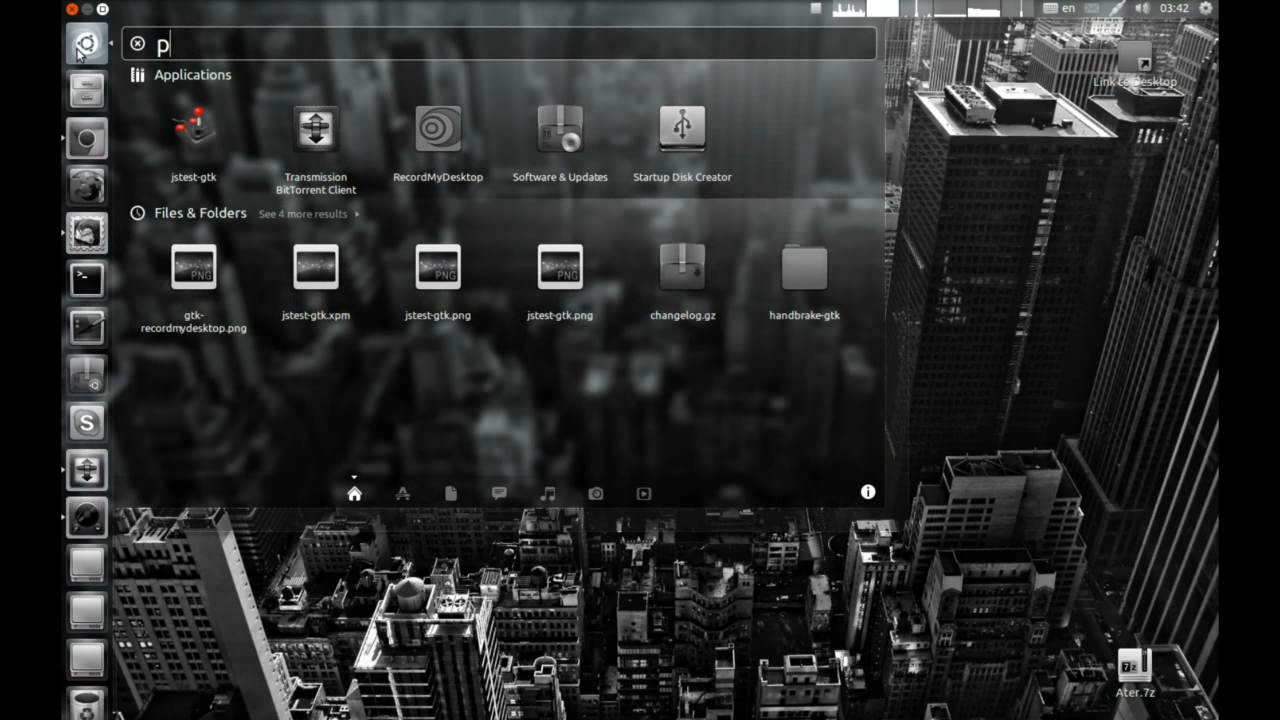 en
03:42
p
Applications
jstest-gtk
Transmission
BitTorrent Client
RecordMyDesktop
Software & Updates
Startup Disk Creator
Files & Folders
See 4 more results
PNG
PNG
PNG
gtk-
recordmydesktop.png
jstest-gtk.xpm
jstest-gtk.png
jstest-gtk.png
changelog.gz
handbrake-gtk
Link to Desktop
S
7z
Ater.7z